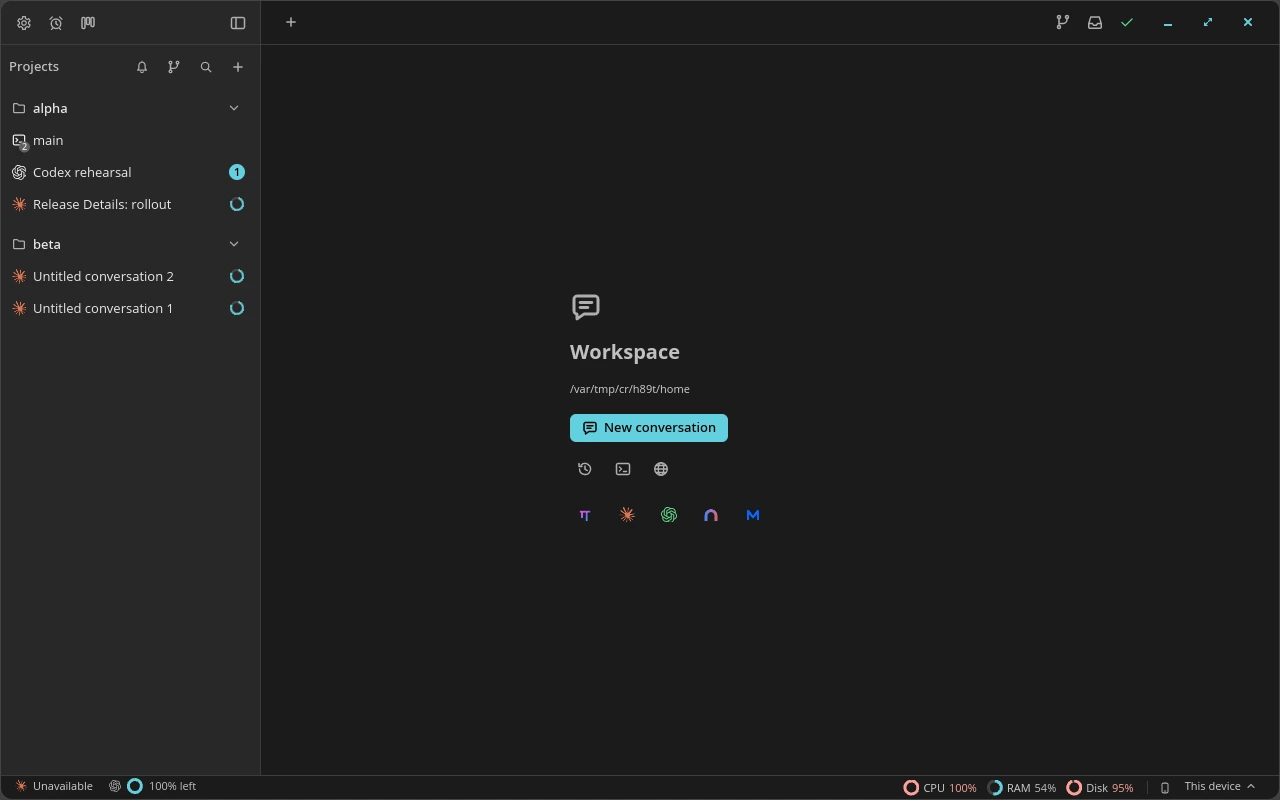 Projects
alpha
main
2
Codex rehearsal
1
Release Details: rollout
beta
Untitled conversation 2
Untitled conversation 1
Workspace
/var/tmp/cr/h89t/home
New conversation
Unavailable
100% left
CPU 100%
RAM 54%
Disk 95%
This device